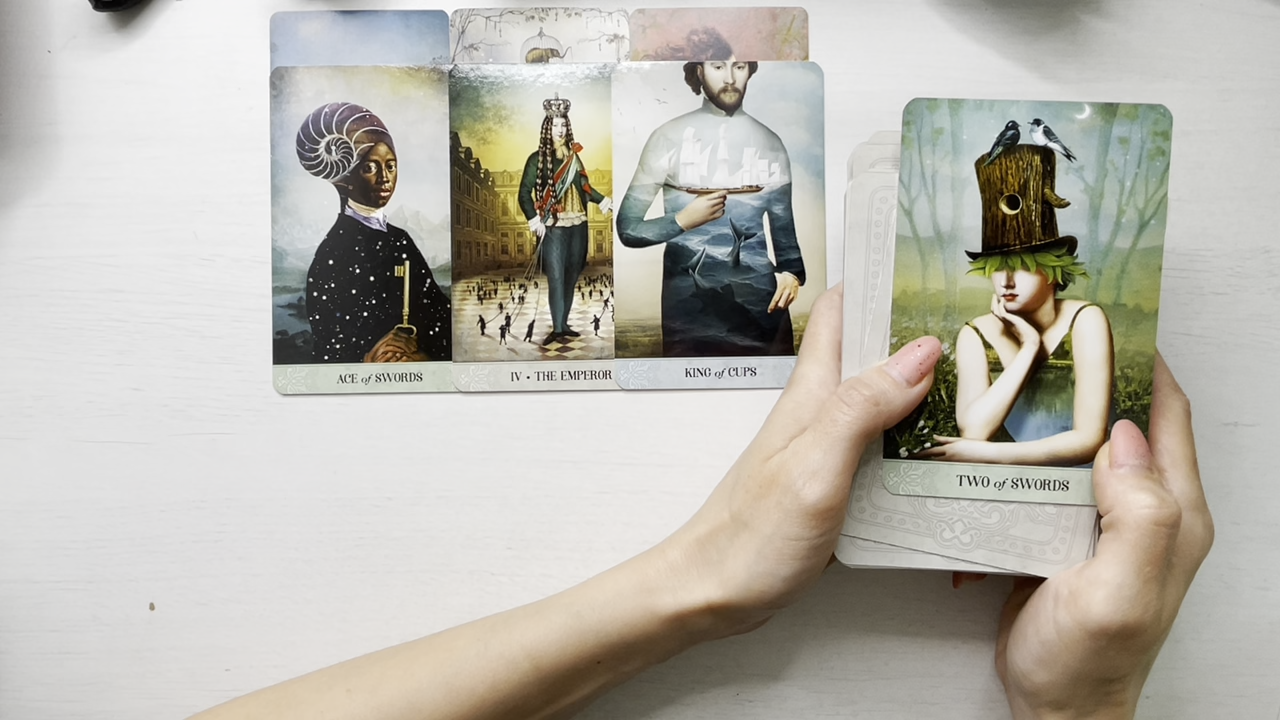 ACE of SWORDS
IV • THE EMPEROR
KING of CUPS
TWO of SWORDS